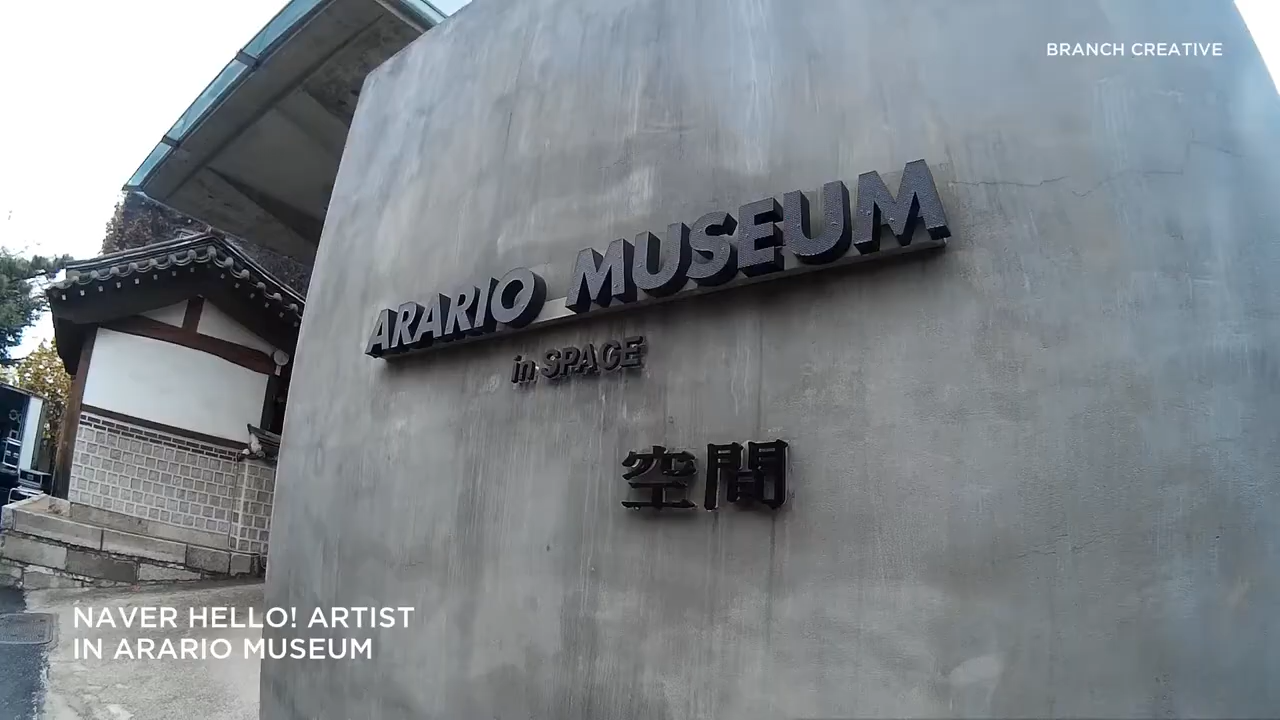 BRANCH CREATIVE
ARARIO MUSEUM
in SPACE
空間
NAVER HELLO! ARTIST
IN ARARIO MUSEUM